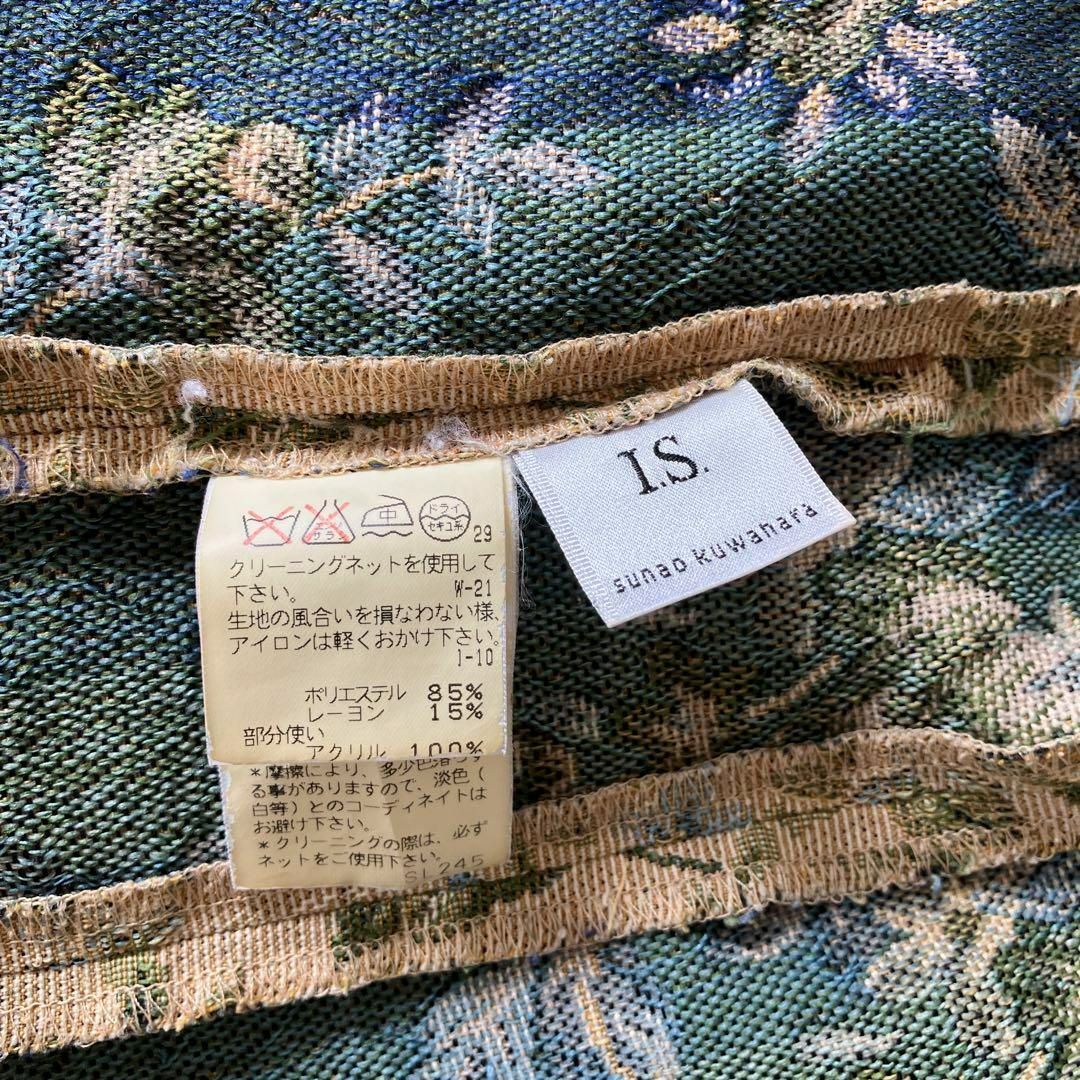 エンソ
サラシ
中
ドライ
セキユ系
29
クリーニングネットを使用して
下さい。
W-21
生地の風合いを損なわない様、
アイロンは軽くおかけ下さい。
I-10
ポリエステル 85%
レーヨン 15%
部分使い
アクリル 100%
*摩擦により、多少色落ちす
る事がありますので、淡色(
白等)とのコーディネイトは
お避け下さい。
*クリーニングの際は、必ず
ネットをご使用下さい。
SL245
I.S.
sunao kuwahara